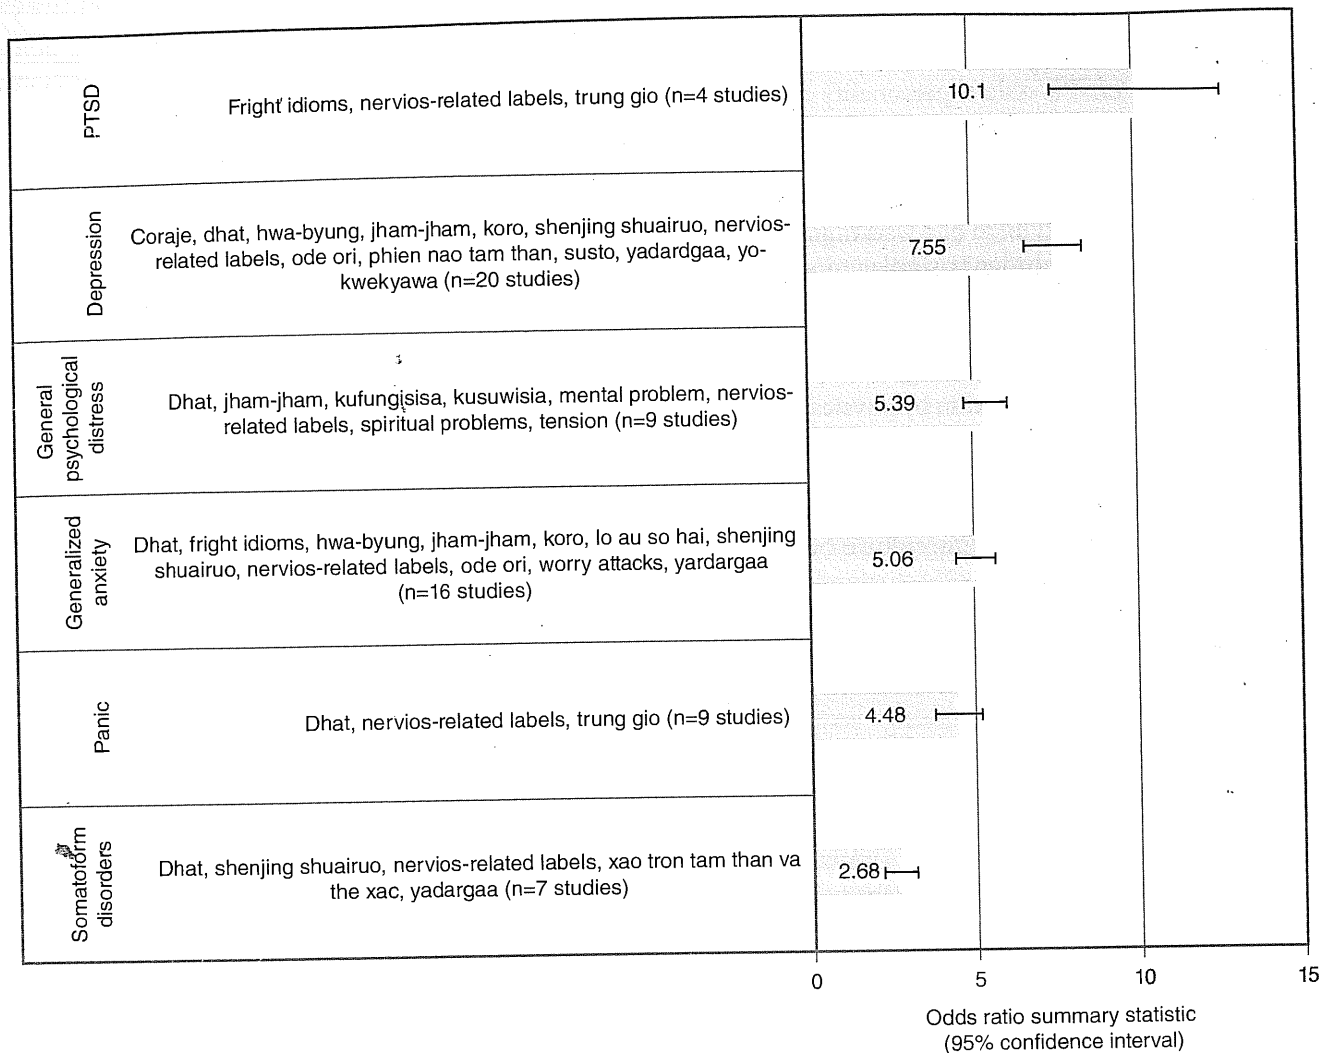 PTSD
Fright idioms, nervios-related labels, trung gio (n=4 studies)
10.1
Depression
Coraje, dhat, hwa-byung, jham-jham, koro, shenjing shuairuo, nervios-
related labels, ode ori, phien nao tam than, susto, yadardgaa, yo-
kwekyawa (n=20 studies)
7.55
General
psychological
distress
Dhat, jham-jham, kufungisisa, kusuwisia, mental problem, nervios-
related labels, spiritual problems, tension (n=9 studies)
5.39
Generalized
anxiety
Dhat, fright idioms, hwa-byung, jham-jham, koro, lo au so hai, shenjing
shuairuo, nervios-related labels, ode ori, worry attacks, yardargaa
(n=16 studies)
5.06
Panic
Dhat, nervios-related labels, trung gio (n=9 studies)
4.48
Somatoform
disorders
Dhat, shenjing shuairuo, nervios-related labels, xao tron tam than va
the xac, yadargaa (n=7 studies)
2.68
0 5 10 15
Odds ratio summary statistic
(95% confidence interval)